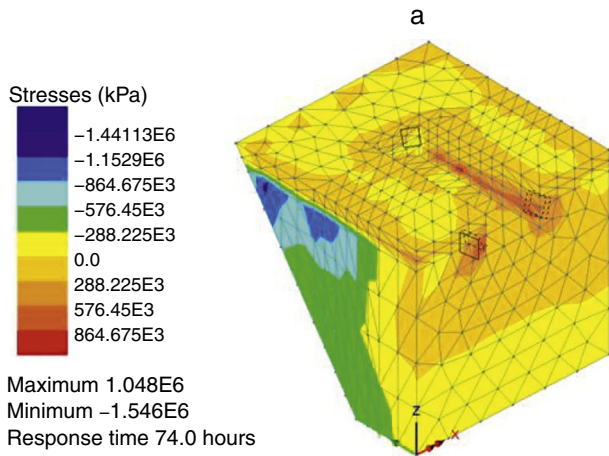 a
Stresses (kPa)
−1.44113E6
−1.1529E6
−864.675E3
−576.45E3
−288.225E3
0.0
288.225E3
576.45E3
864.675E3
Maximum 1.048E6
Minimum −1.546E6
Response time 74.0 hours
Z
X